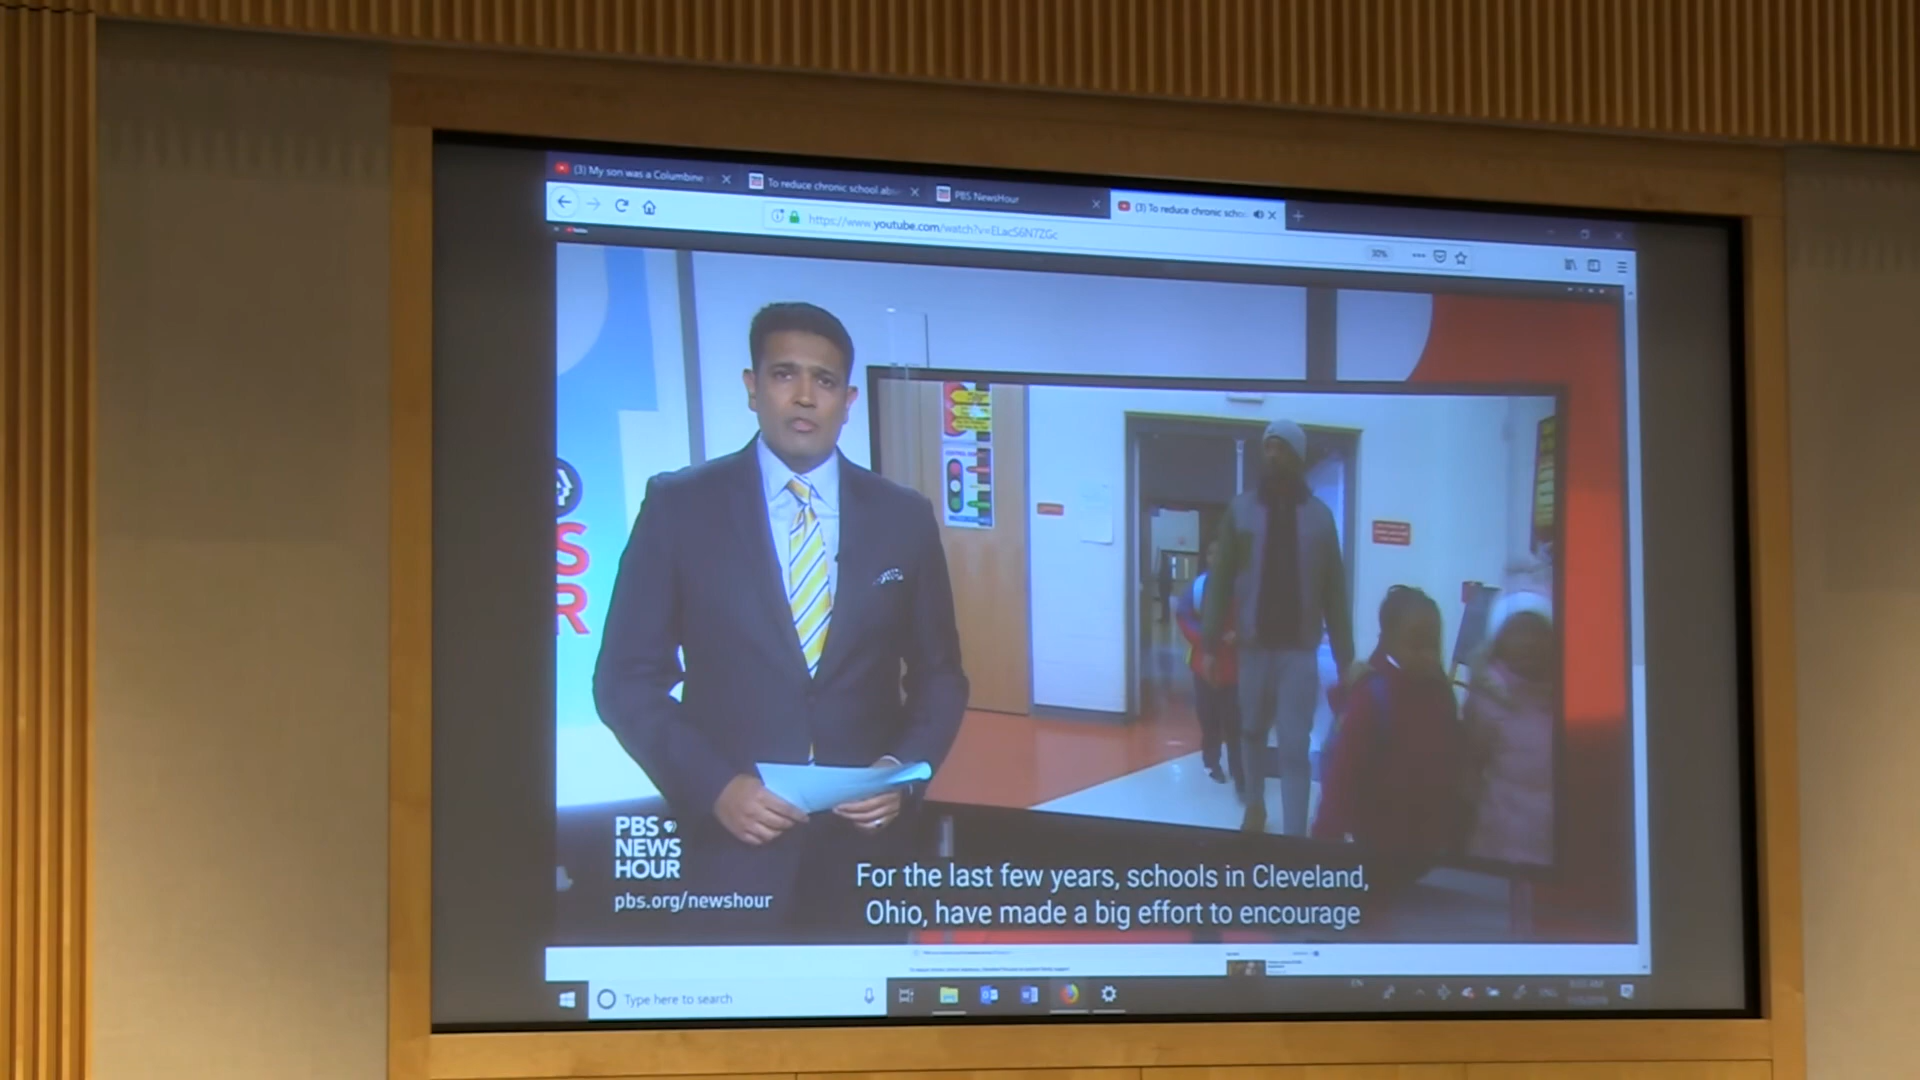 (3) My son was a Columbine
To reduce chronic school abs
PBS NewsHour
(3) To reduce chronic scho
https://www.youtube.com/watch?v=ELacS6N7ZGc
30%
S
R
PBS
NEWS
HOUR
pbs.org/newshour
For the last few years, schools in Cleveland,
Ohio, have made a big effort to encourage
Type here to search